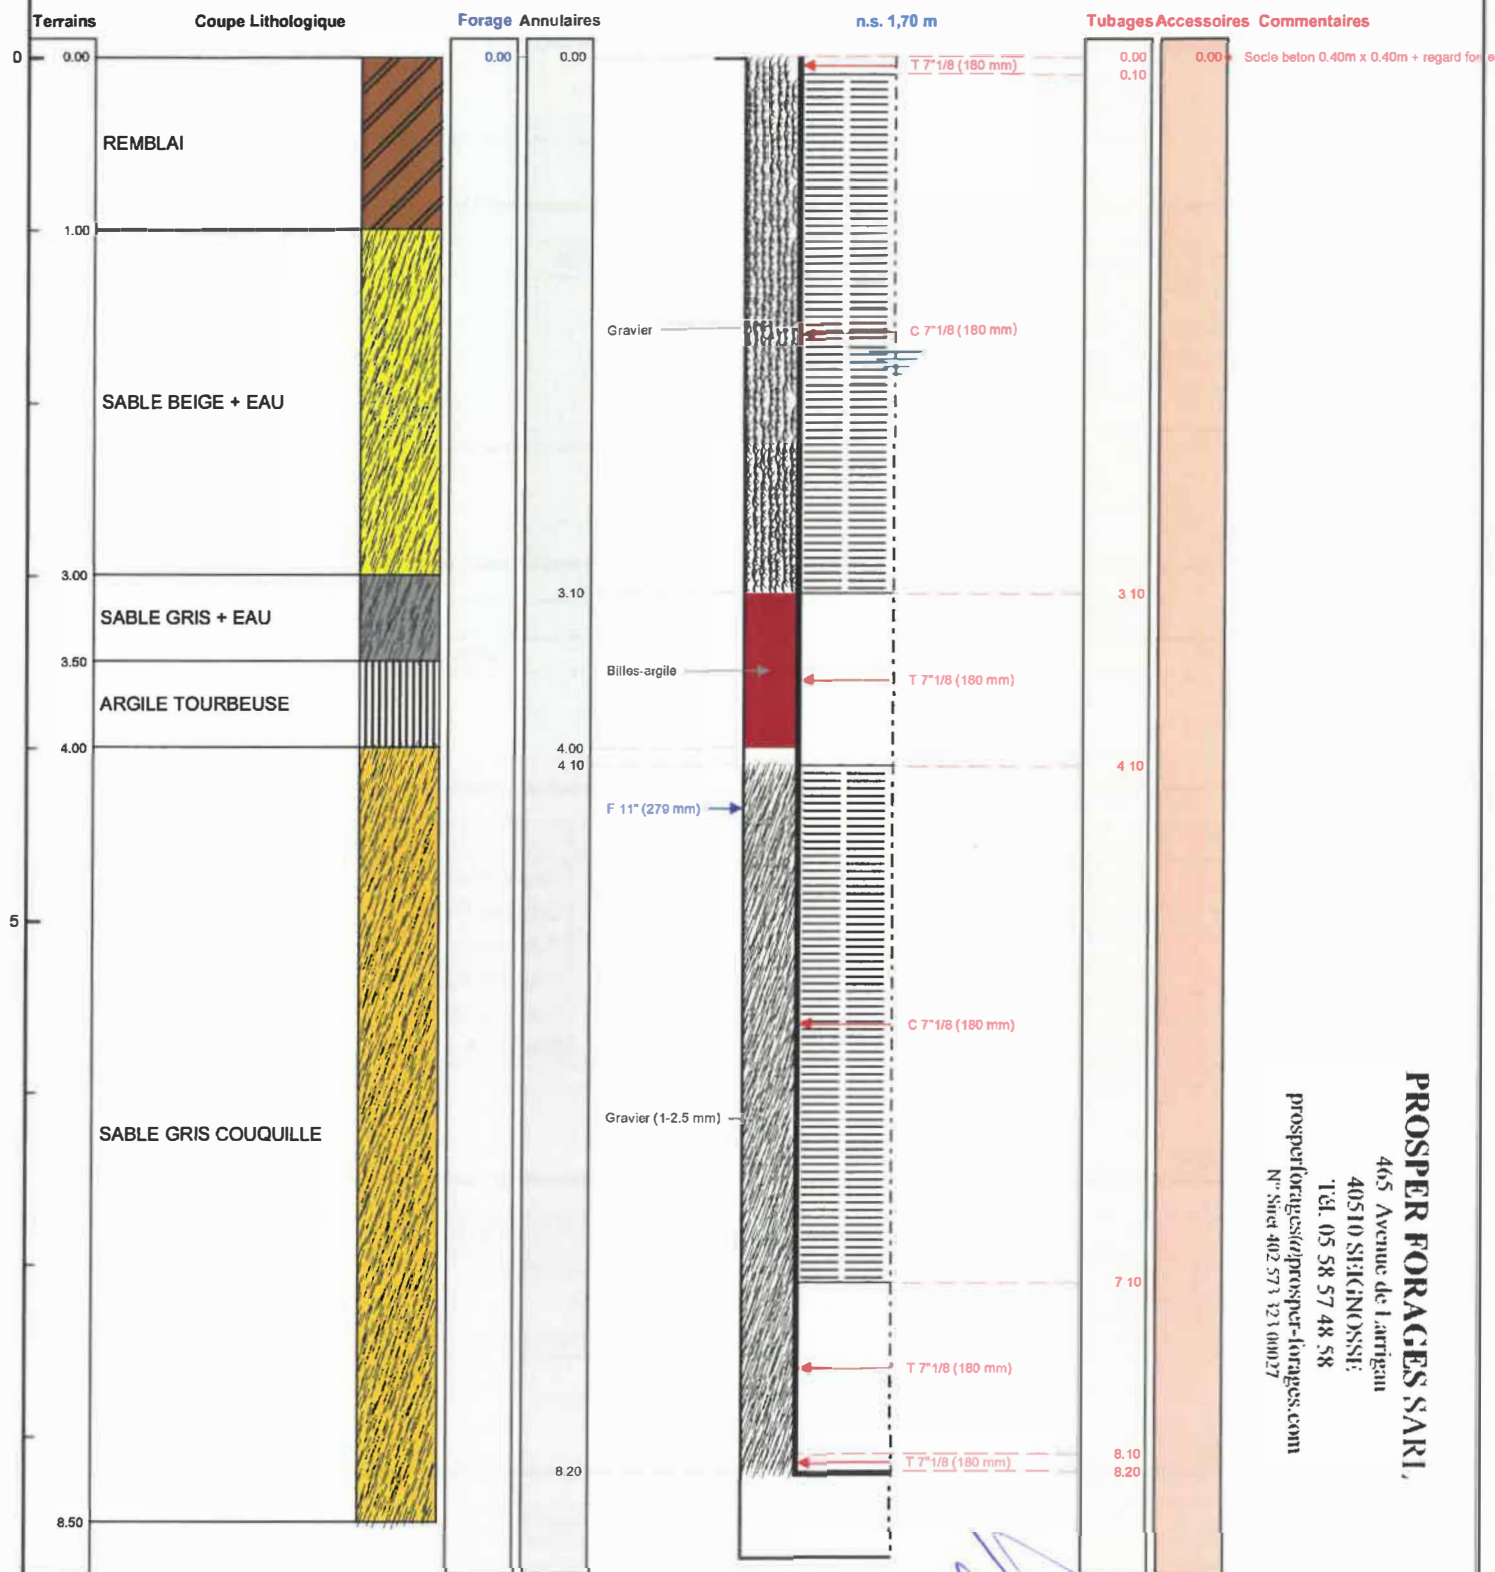 Terrains Coupe Lithologique Forage Annulaires n.s. 1,70 m Tubages Accessoires Commentaires
0 0.00 0.00 0.00 T 7"1/8 (180 mm) 0.00 0.00 Socle beton 0.40m x 0.40m + regard
0.10
REMBLAI
1.00
Gravier C 7"1/8 (180 mm)
SABLE BEIGE + EAU
3.00
3.10 3 10
SABLE GRIS + EAU
3.50
Billes-argile T 7"1/8 (180 mm)
ARGILE TOURBEUSE
4.00 4.00
4 10 4 10
F 11" (279 mm)
5
C 7"1/8 (180 mm)
Gravier (1-2.5 mm)
SABLE GRIS COUQUILLE
7 10
T 7"1/8 (180 mm)
8.10
T 7"1/8 (180 mm)
8.20 8.20
8.50
PROSPER FORAGES SARL
465 Avenue de Larrigan
40510 SEIGNOSSE
Tél. 05 58 57 48 58
prosperforages@prosper-forages.com
N° Siret 402 573 323 00027